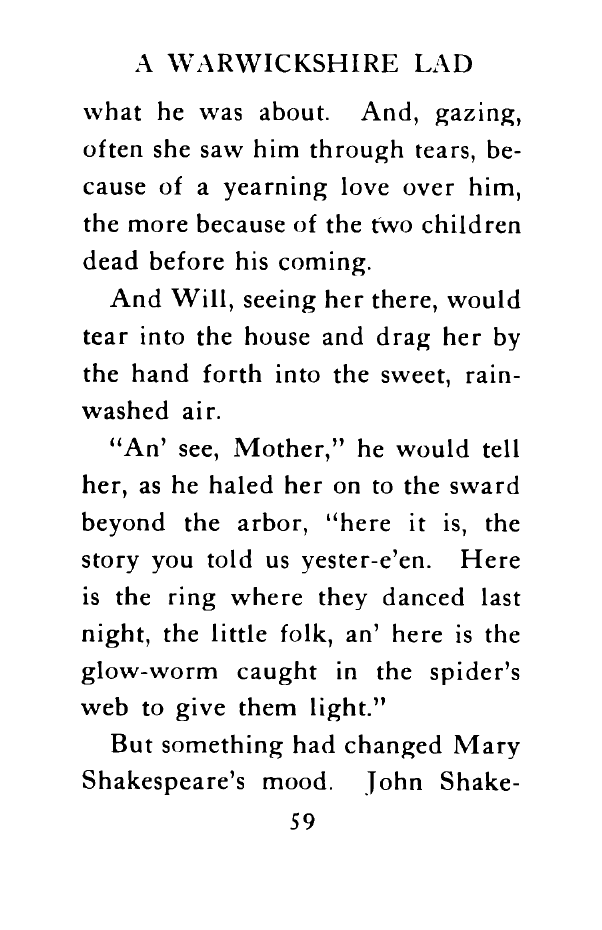 A WARWICKSHIRE LAD
what he was about. And, gazing,
often she saw him through tears, be-
cause of a yearning love over him,
the more because of the two children
dead before his coming.
And Will, seeing her there, would
tear into the house and drag her by
the hand forth into the sweet, rain-
washed air.
“An’ see, Mother,” he would tell
her, as he haled her on to the sward
beyond the arbor, “here it is, the
story you told us yester-e’en. Here
is the ring where they danced last
night, the little folk, an’ here is the
glow-worm caught in the spider’s
web to give them light.”
But something had changed Mary
Shakespeare’s mood. John Shake-
59